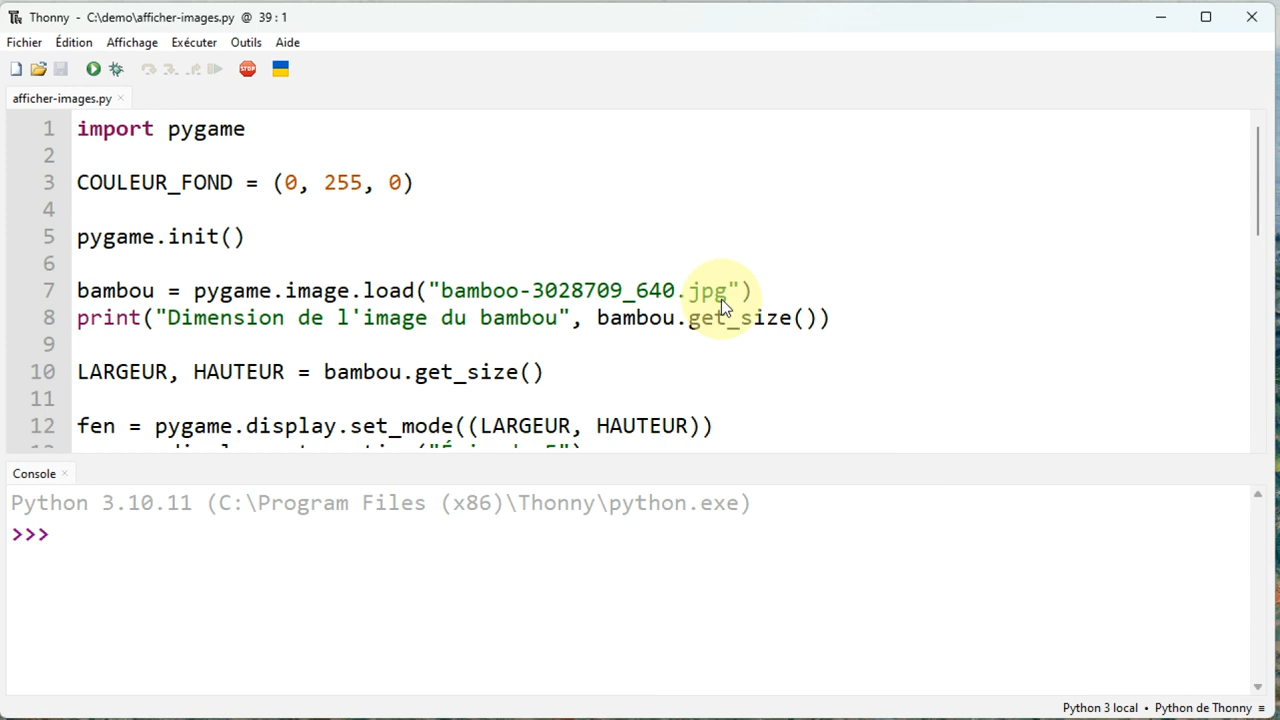 Thonny - C:\demo\afficher-images.py @ 39 : 1
Fichier Édition Affichage Exécuter Outils Aide
STOP
afficher-images.py ×
1 import pygame
2
3 COULEUR_FOND = (0, 255, 0)
4
5 pygame.init()
6
7 bambou = pygame.image.load("bamboo-3028709_640.jpg")
8 print("Dimension de l'image du bambou", bambou.get_size())
9
10 LARGEUR, HAUTEUR = bambou.get_size()
11
12 fen = pygame.display.set_mode((LARGEUR, HAUTEUR))
Console ×
Python 3.10.11 (C:\Program Files (x86)\Thonny\python.exe)
>>>
Python 3 local • Python de Thonny ≡